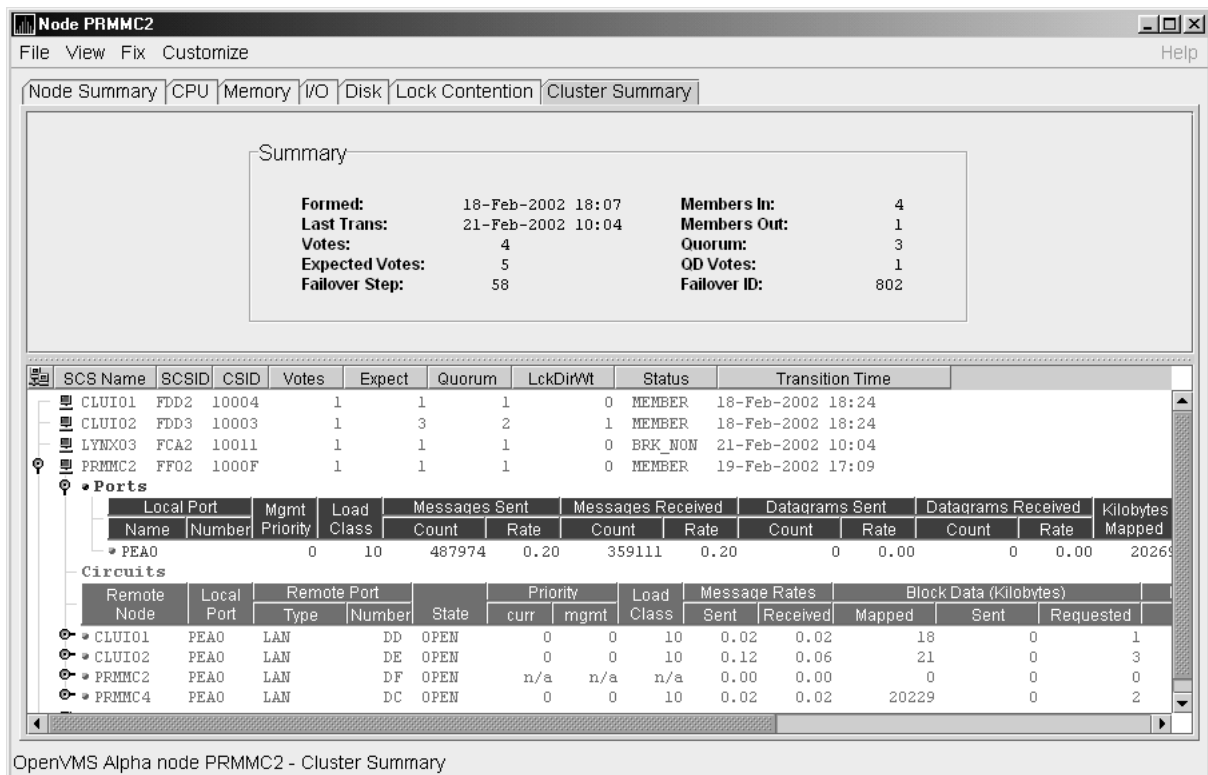 Node PRMMC2
File View Fix Customize Help
Node Summary CPU Memory I/O Disk Lock Contention Cluster Summary
Summary
Formed: 18-Feb-2002 18:07 Members In: 4
Last Trans: 21-Feb-2002 10:04 Members Out: 1
Votes: 4 Quorum: 3
Expected Votes: 5 QD Votes: 1
Failover Step: 58 Failover ID: 802
SCS Name SCSID CSID Votes Expect Quorum LckDirWt Status Transition Time
CLUI01 FDD2 10004 1 1 1 0 MEMBER 18-Feb-2002 18:24
CLUI02 FDD3 10003 1 3 2 1 MEMBER 18-Feb-2002 18:24
LYNX03 FCA2 10011 1 1 1 0 BRK_NON 21-Feb-2002 10:04
PRMMC2 FF02 1000F 1 1 1 0 MEMBER 19-Feb-2002 17:09
Ports
Local Port Mgmt Load Messages Sent Messages Received Datagrams Sent Datagrams Received Kilobytes
Name Number Priority Class Count Rate Count Rate Count Rate Count Rate Mapped
PEA0 0 10 487974 0.20 359111 0.20 0 0.00 0 0.00 20269
Circuits
Remote Local Remote Port Priority Load Message Rates Block Data (Kilobytes)
Node Port Type Number State curr mgmt Class Sent Received Mapped Sent Requested
CLUI01 PEA0 LAN DD OPEN 0 0 10 0.02 0.02 18 0 1
CLUI02 PEA0 LAN DE OPEN 0 0 10 0.12 0.06 21 0 3
PRMMC2 PEA0 LAN DF OPEN n/a n/a n/a 0.00 0.00 0 0 0
PRMMC4 PEA0 LAN DC OPEN 0 0 10 0.02 0.02 20229 0 2
OpenVMS Alpha node PRMMC2 - Cluster Summary